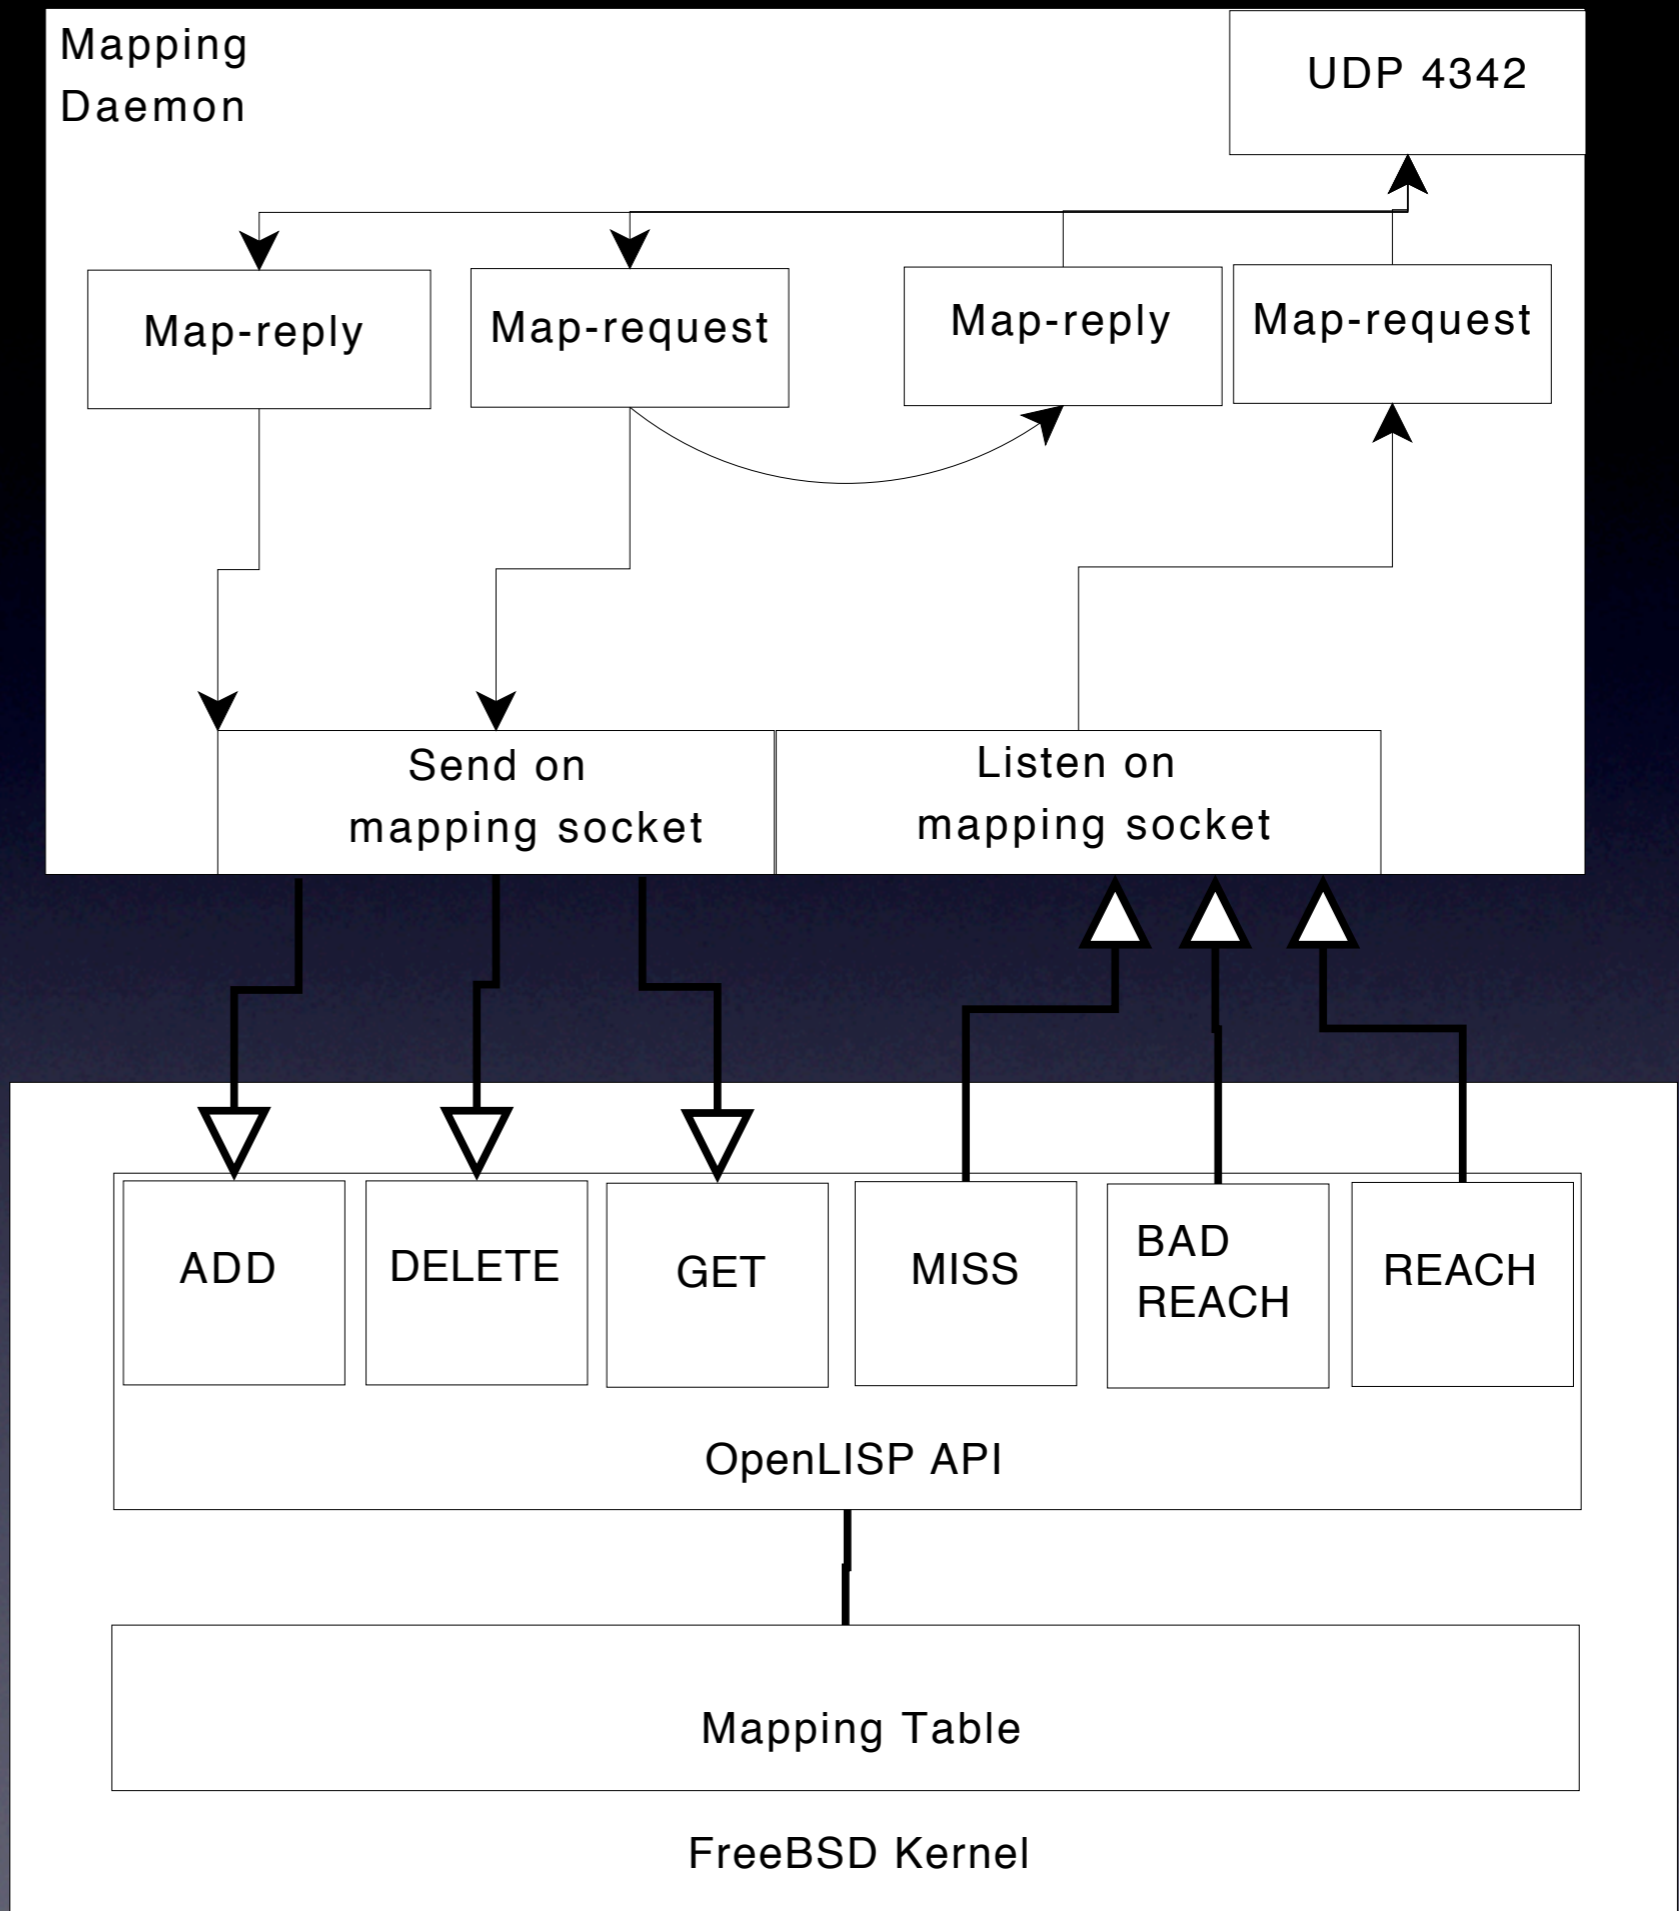 Mapping
Daemon
UDP 4342
Map-reply
Map-request
Map-reply
Map-request
Send on
mapping socket
Listen on
mapping socket
ADD
DELETE
GET
MISS
BAD
REACH
REACH
OpenLISP API
Mapping Table
FreeBSD Kernel